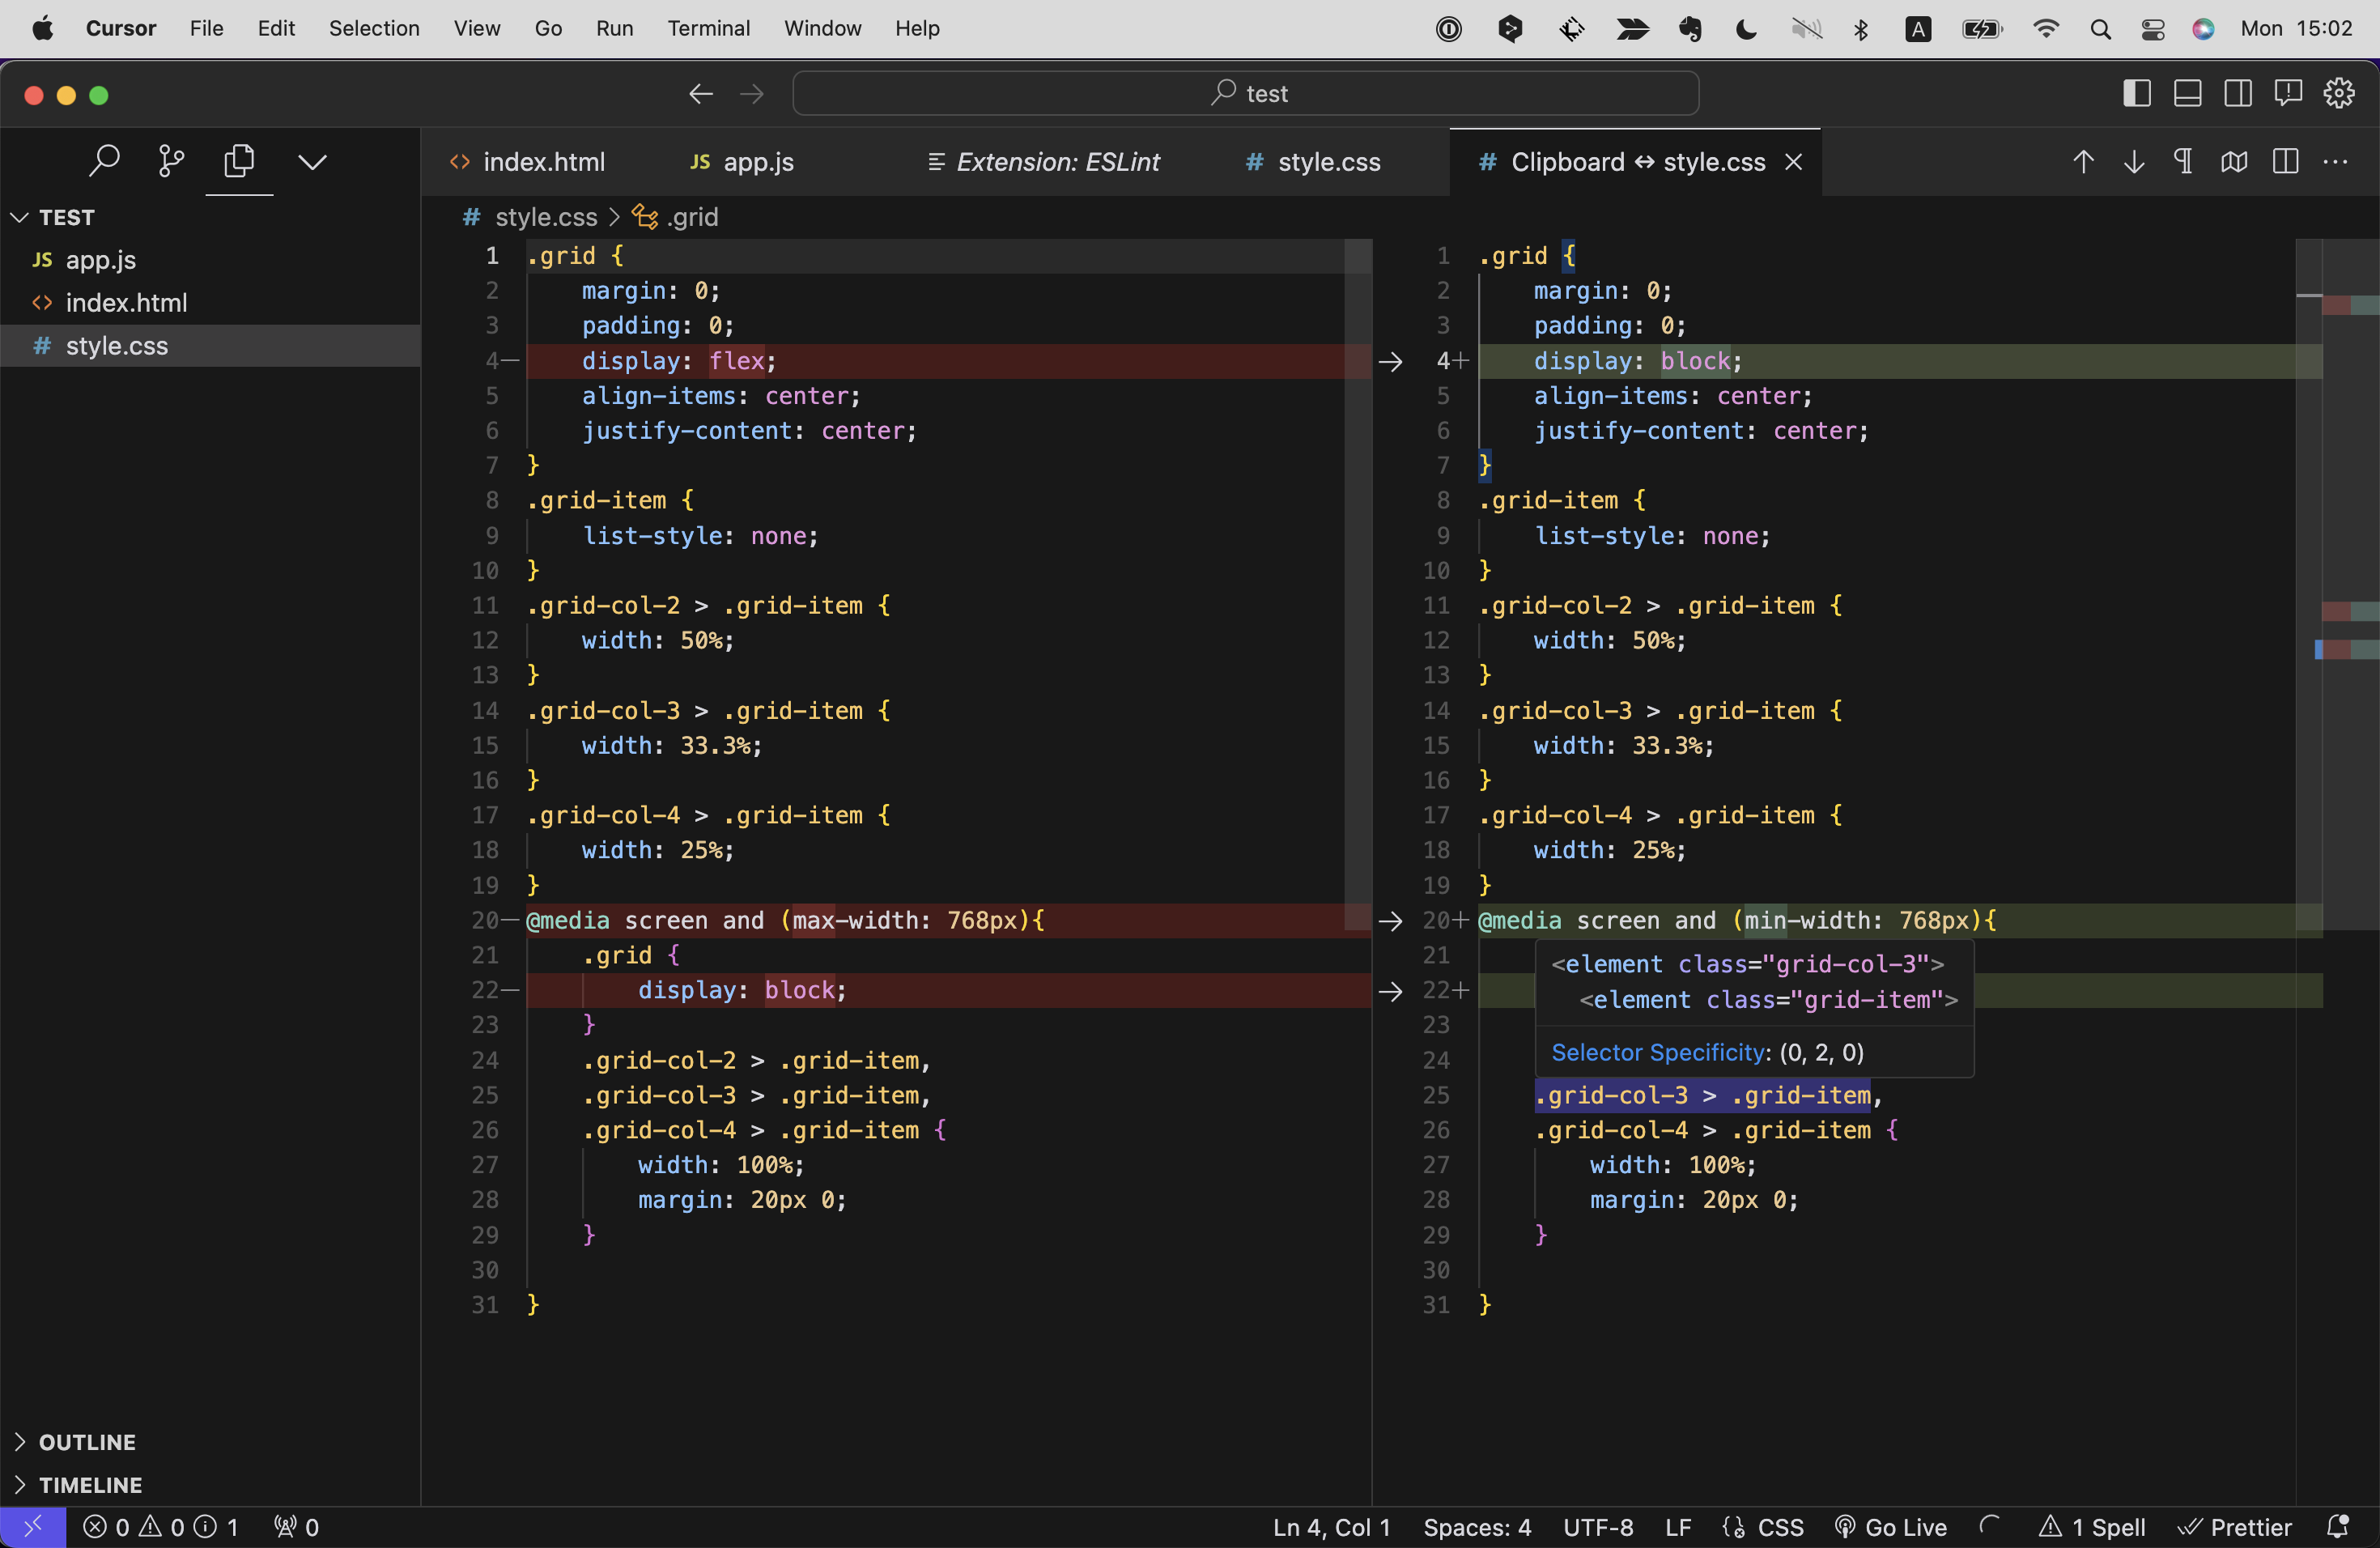 Cursor File Edit Selection View Go Run Terminal Window Help A Mon 15:02
test
index.html JS app.js Extension: ESLint # style.css # Clipboard ↔ style.css
TEST
JS app.js
<> index.html
# style.css
OUTLINE
TIMELINE
# style.css > .grid
1 .grid {
2 margin: 0;
3 padding: 0;
4— display: flex;
5 align-items: center;
6 justify-content: center;
7 }
8 .grid-item {
9 list-style: none;
10 }
11 .grid-col-2 > .grid-item {
12 width: 50%;
13 }
14 .grid-col-3 > .grid-item {
15 width: 33.3%;
16 }
17 .grid-col-4 > .grid-item {
18 width: 25%;
19 }
20— @media screen and (max-width: 768px){
21 .grid {
22— display: block;
23 }
24 .grid-col-2 > .grid-item,
25 .grid-col-3 > .grid-item,
26 .grid-col-4 > .grid-item {
27 width: 100%;
28 margin: 20px 0;
29 }
30
31 }
1 .grid {
2 margin: 0;
3 padding: 0;
4+ display: block;
5 align-items: center;
6 justify-content: center;
7 }
8 .grid-item {
9 list-style: none;
10 }
11 .grid-col-2 > .grid-item {
12 width: 50%;
13 }
14 .grid-col-3 > .grid-item {
15 width: 33.3%;
16 }
17 .grid-col-4 > .grid-item {
18 width: 25%;
19 }
20+ @media screen and (min-width: 768px){
21 <element class="grid-col-3">
22+ <element class="grid-item">
23
24 Selector Specificity: (0, 2, 0)
25 .grid-col-3 > .grid-item,
26 .grid-col-4 > .grid-item {
27 width: 100%;
28 margin: 20px 0;
29 }
30
31 }
0 0 1 0 Ln 4, Col 1 Spaces: 4 UTF-8 LF CSS Go Live 1 Spell Prettier